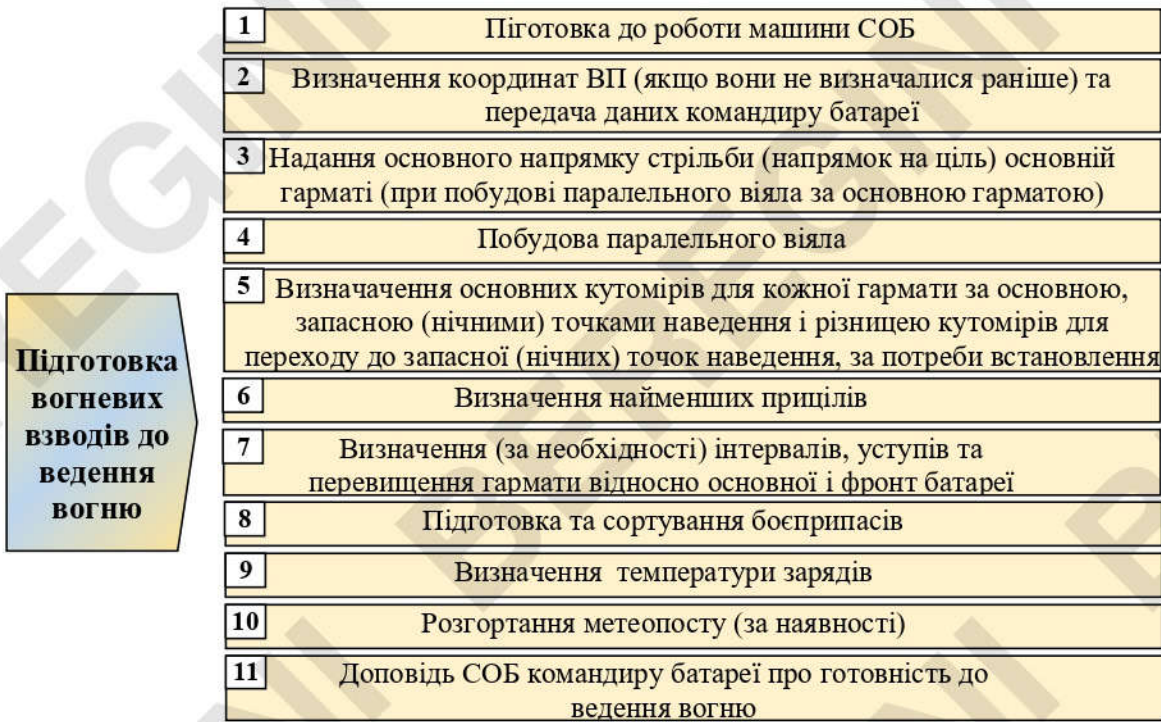 1 Піготовка до роботи машини СОБ
2 Визначення координат ВП (якщо вони не визначалися раніше) та
передача даних командиру батареї
3 Надання основного напрямку стрільби (напрямок на ціль) основній
гарматі (при побудові паралельного віяла за основною гарматою)
4 Побудова паралельного віяла
5 Визначачення основних кутомірів для кожної гармати за основною,
запасною (нічними) точками наведення і різницею кутомірів для
переходу до запасної (нічних) точок наведення, за потреби встановлення
Підготовка
вогневих
взводів до
ведення
вогню
6 Визначення найменших прицілів
7 Визначення (за необхідності) інтервалів, уступів та
перевищення гармати відносно основної і фронт батареї
8 Підготовка та сортування боєприпасів
9 Визначення температури зарядів
10 Розгортання метеопосту (за наявності)
11 Доповідь СОБ командиру батареї про готовність до
ведення вогню
BEREGINI